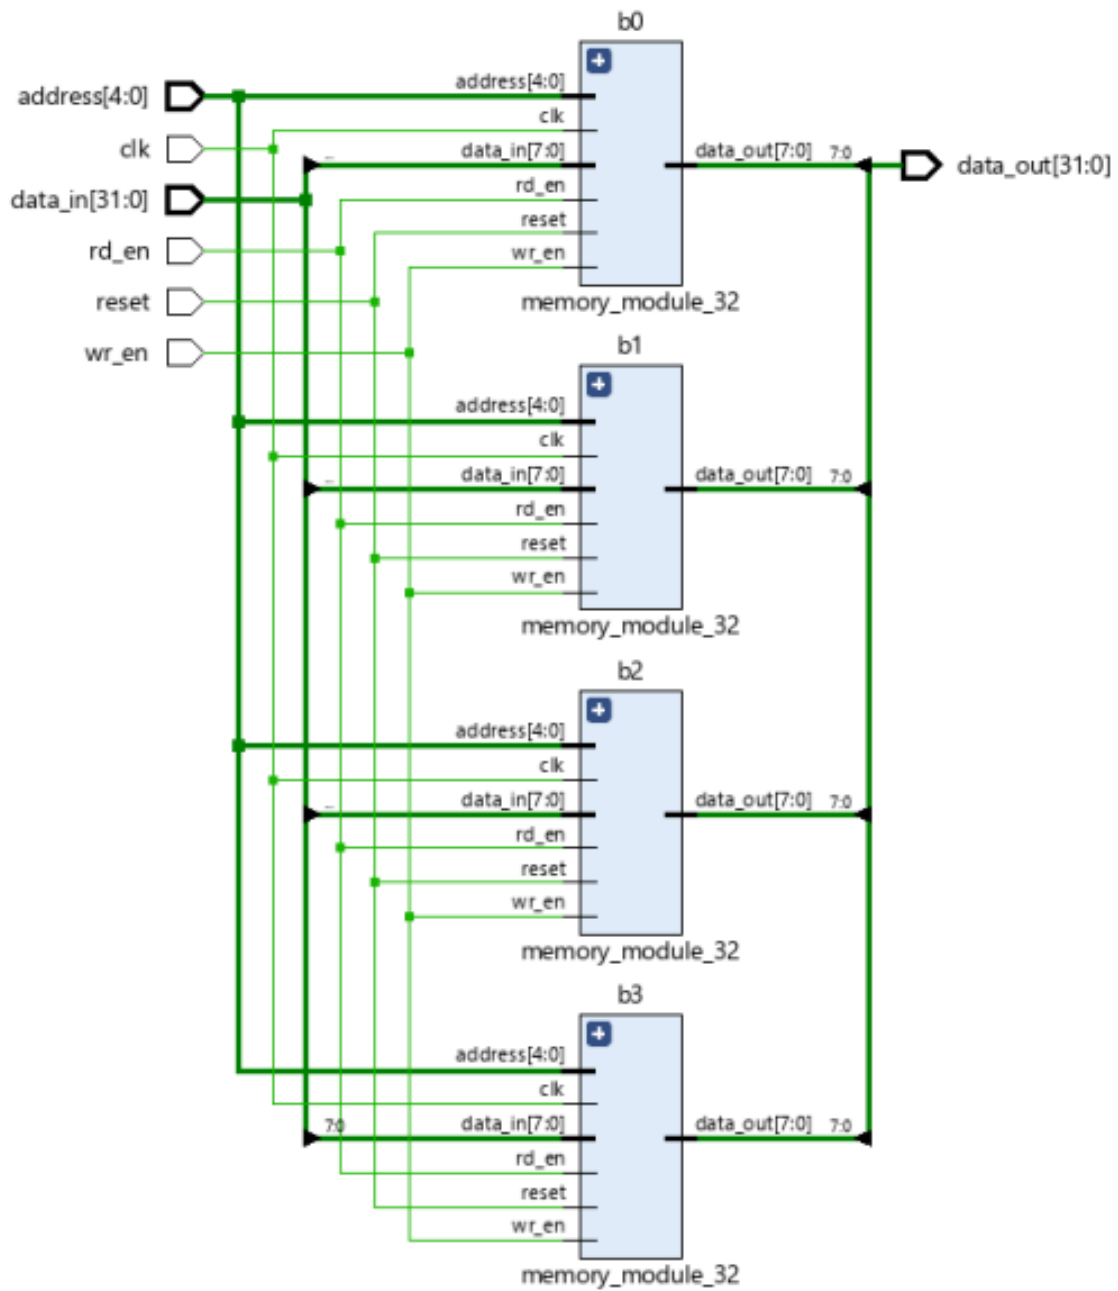 address[4:0]
clk
data_in[31:0]
rd_en
reset
wr_en
b0
address[4:0]
clk
data_in[7:0]
rd_en
reset
wr_en
data_out[7:0] 7:0
memory_module_32
data_out[31:0]
b1
address[4:0]
clk
data_in[7:0]
rd_en
reset
wr_en
data_out[7:0] 7:0
memory_module_32
b2
address[4:0]
clk
data_in[7:0]
rd_en
reset
wr_en
data_out[7:0] 7:0
memory_module_32
b3
address[4:0]
clk
7:0 data_in[7:0]
rd_en
reset
wr_en
data_out[7:0] 7:0
memory_module_32